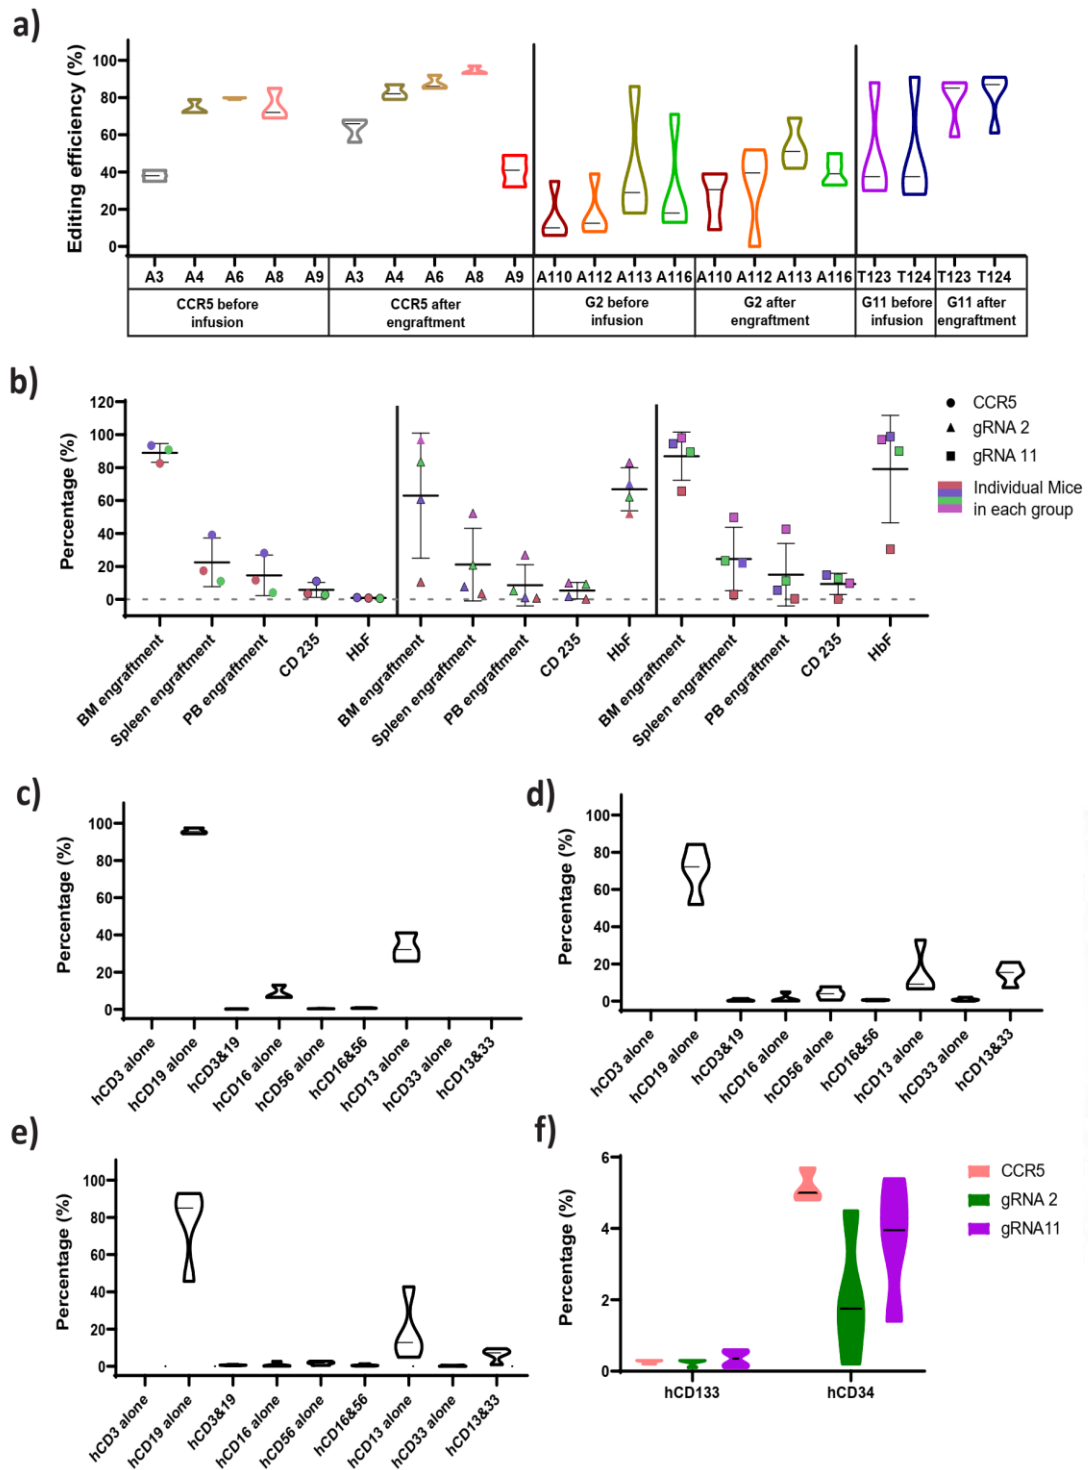 a)
Editing efficiency (%)
100
80
60
40
20
0
A3 A4 A6 A8 A9 A3 A4 A6 A8 A9 A110 A112 A113 A116 A110 A112 A113 A116 T123 T124 T123 T124
CCR5 before infusion
CCR5 after engraftment
G2 before infusion
G2 after engraftment
G11 before infusion
G11 after engraftment
b)
Percentage (%)
120
100
80
60
40
20
0
BM engraftment
Spleen engraftment
PB engraftment
CD 235
HbF
BM engraftment
Spleen engraftment
PB engraftment
CD 235
HbF
BM engraftment
Spleen engraftment
PB engraftment
CD 235
HbF
CCR5
gRNA 2
gRNA 11
Individual Mice
in each group
c)
Percentage (%)
100
80
60
40
20
0
hCD3 alone
hCD19 alone
hCD3&19
hCD16 alone
hCD56 alone
hCD16&56
hCD13 alone
hCD33 alone
hCD13&33
d)
Percentage (%)
100
80
60
40
20
0
hCD3 alone
hCD19 alone
hCD3&19
hCD16 alone
hCD56 alone
hCD16&56
hCD13 alone
hCD33 alone
hCD13&33
e)
Percentage (%)
100
80
60
40
20
0
hCD3 alone
hCD19 alone
hCD3&19
hCD16 alone
hCD56 alone
hCD16&56
hCD13 alone
hCD33 alone
hCD13&33
f)
Percentage (%)
6
4
2
0
hCD133
hCD34
CCR5
gRNA 2
gRNA11